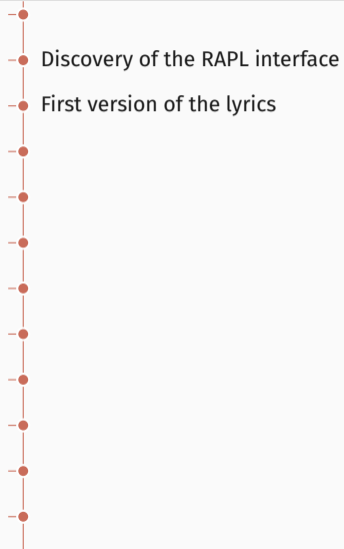 Discovery of the RAPL interface
First version of the lyrics